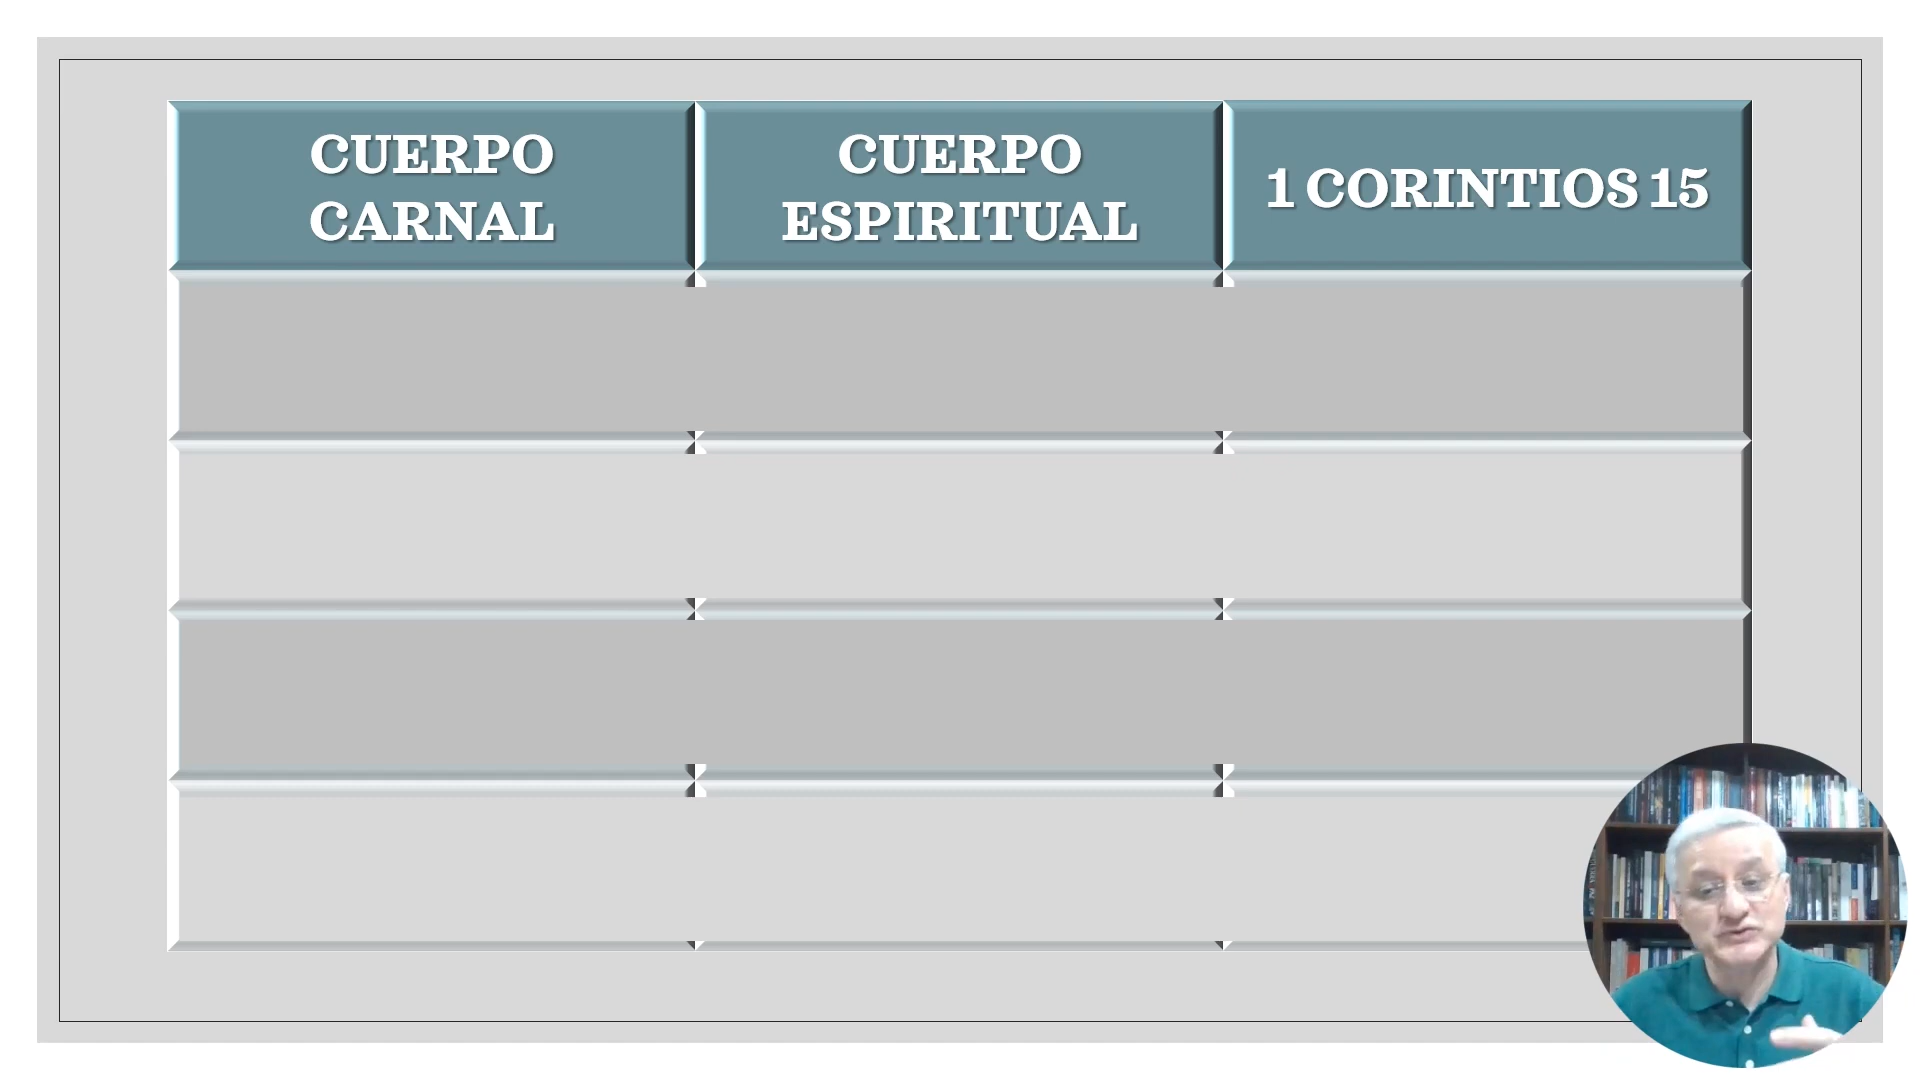 CUERPO
CARNAL
CUERPO
ESPIRITUAL
1 CORINTIOS 15